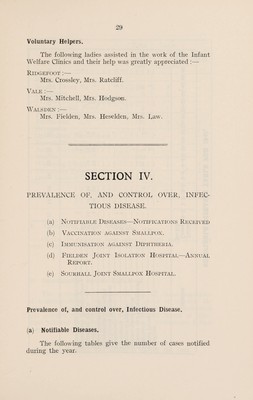 29
Voluntary Helpers.
The following ladies assisted in the work of the Infant
Welfare Clinics and their help was greatly appreciated :—
RIDGEFOOT :—
Mrs. Crossley, Mrs. Ratcliff.
VALE :—
Mrs. Mitchell, Mrs. Hodgson.
WALSDEN :—
Mrs. Fielden, Mrs. Heselden, Mrs. Law.
SECTION IV.
PREVALENCE OF, AND CONTROL OVER, INFEC-
TIOUS DISEASE.
(a) NOTIFIABLE DISEASES—NOTIFICATIONS RECEIVED
(b) VACCINATION AGAINST SMALLPOX.
(c) IMMUNISATION AGAINST DIPHTHERIA.
(d) FIELDEN JOINT ISOLATION HOSPITAL—ANNUAL
REPORT.
(e) SOURHALL JOINT SMALLPOX HOSPITAL.
Prevalence of, and control over, Infectious Disease.
(a) Notifiable Diseases.
The following tables give the number of cases notified
during the year.